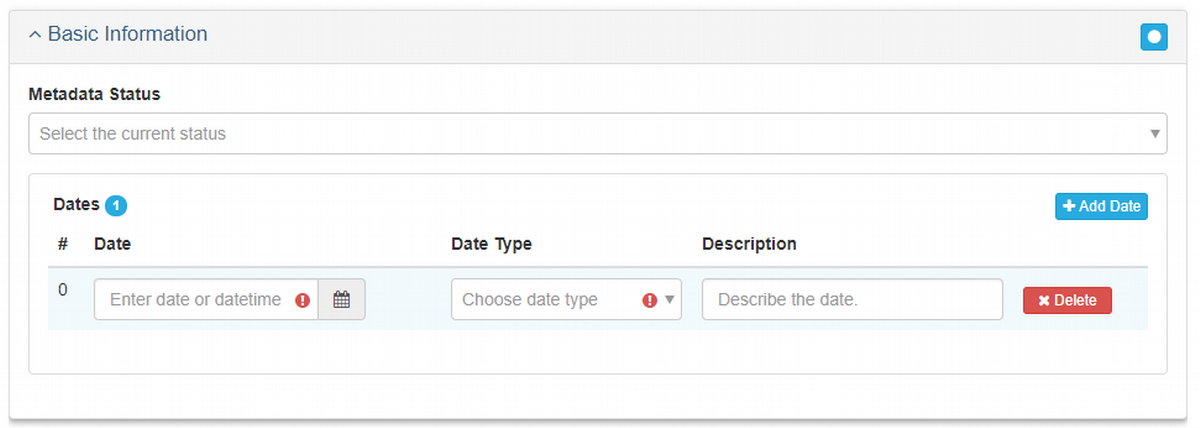 Basic Information
Metadata Status
Select the current status
Dates 1
Add Date
# Date Date Type Description
0 Enter date or datetime Choose date type Describe the date. Delete